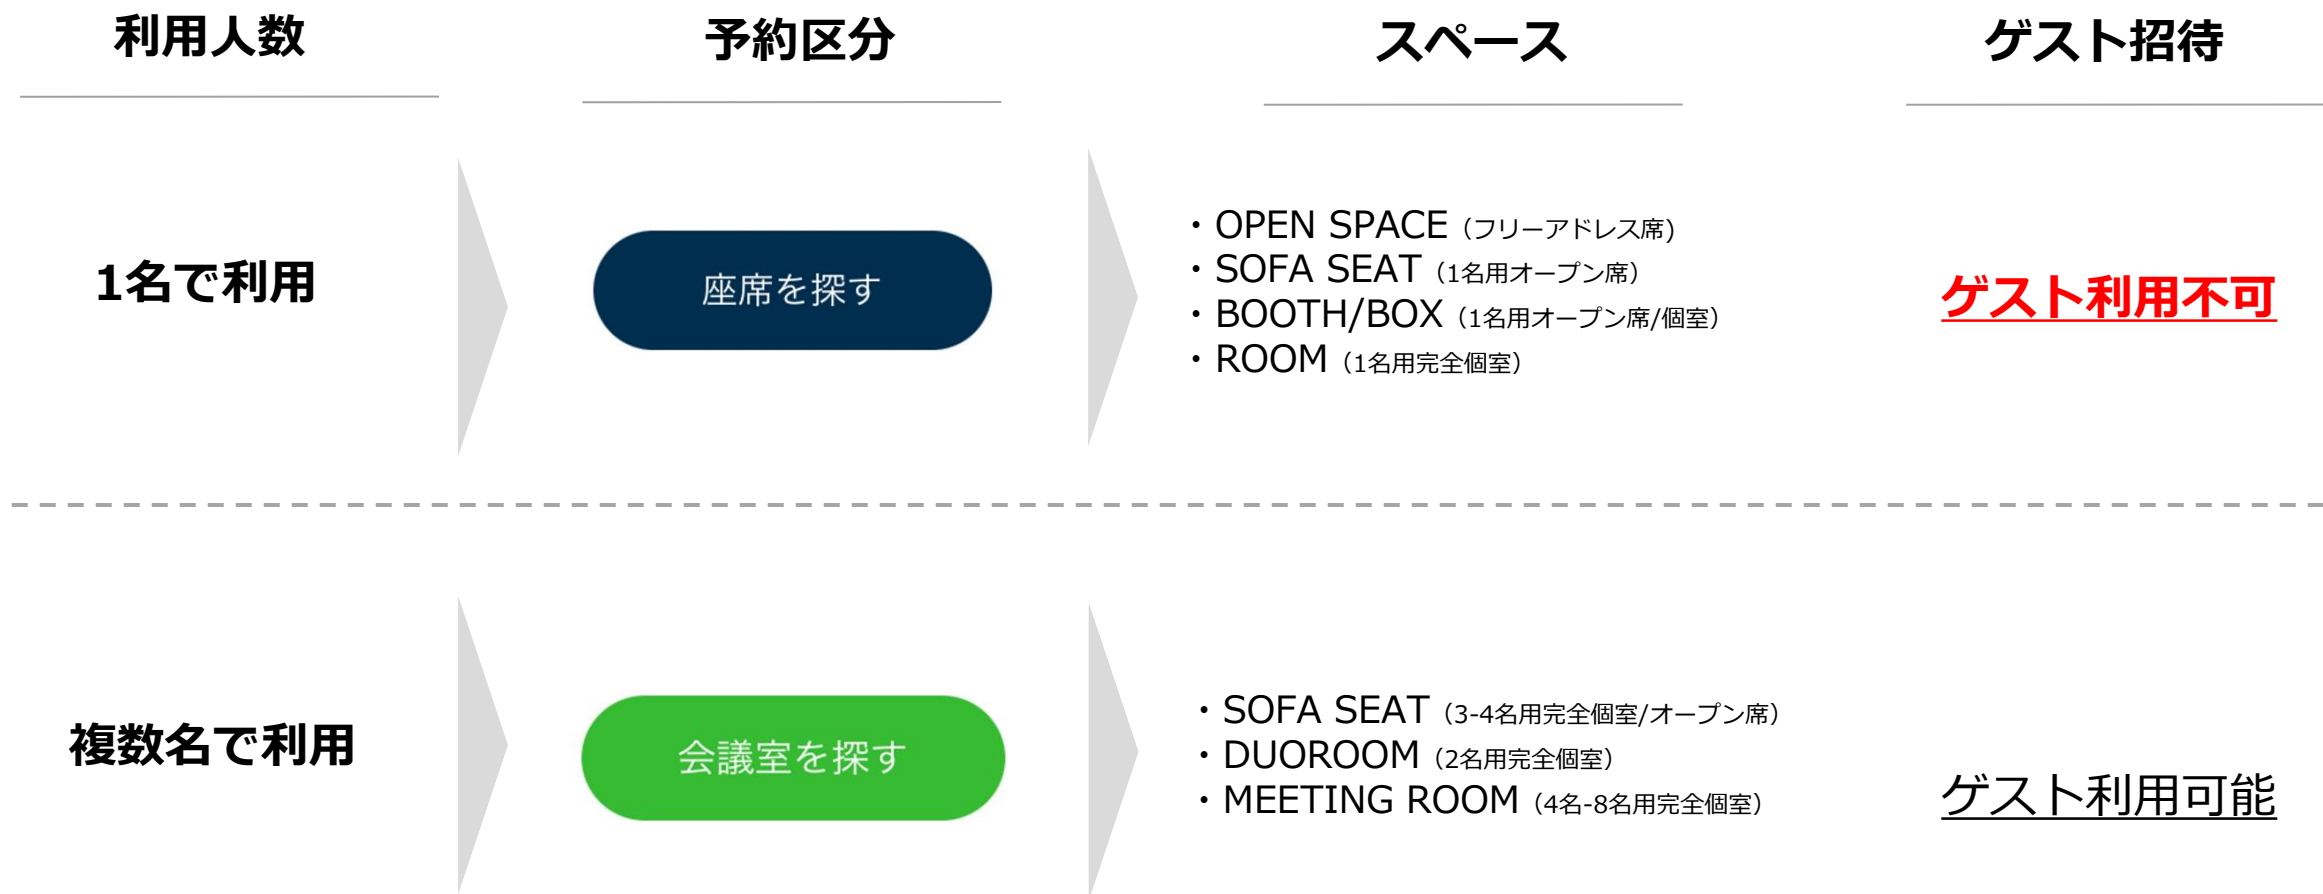 利用人数
予約区分
スペース
ゲスト招待
1名で利用
座席を探す
・OPEN SPACE（フリーアドレス席)
・SOFA SEAT（1名用オープン席）
・BOOTH/BOX（1名用オープン席/個室）
・ROOM（1名用完全個室）
ゲスト利用不可
複数名で利用
会議室を探す
・SOFA SEAT（3-4名用完全個室/オープン席）
・DUOROOM（2名用完全個室）
・MEETING ROOM（4名-8名用完全個室）
ゲスト利用可能